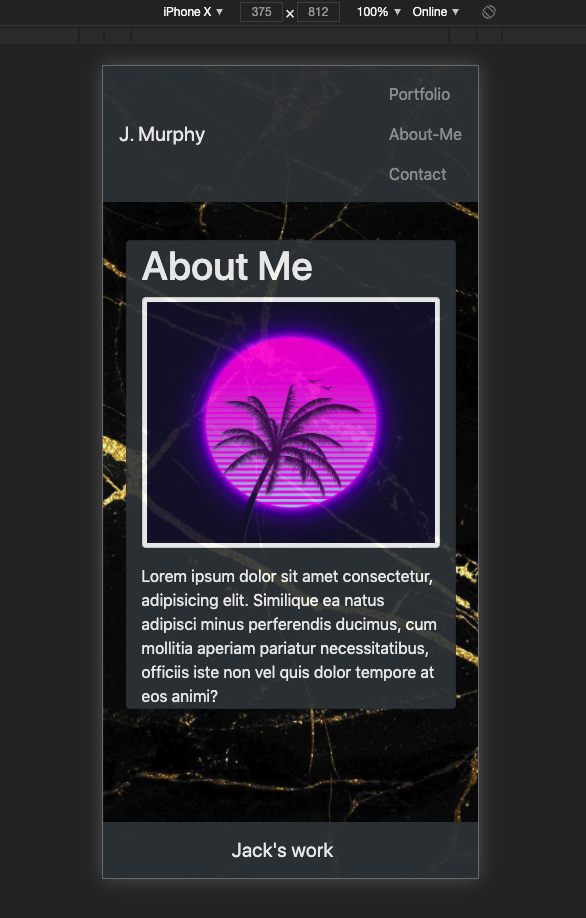 iPhone X ▼ 375 × 812 100% ▼ Online ▼
Portfolio
J. Murphy
About-Me
Contact
About Me
Lorem ipsum dolor sit amet consectetur,
adipisicing elit. Similique ea natus
adipisci minus perferendis ducimus, cum
mollitia aperiam pariatur necessitatibus,
officiis iste non vel quis dolor tempore at
eos animi?
Jack's work